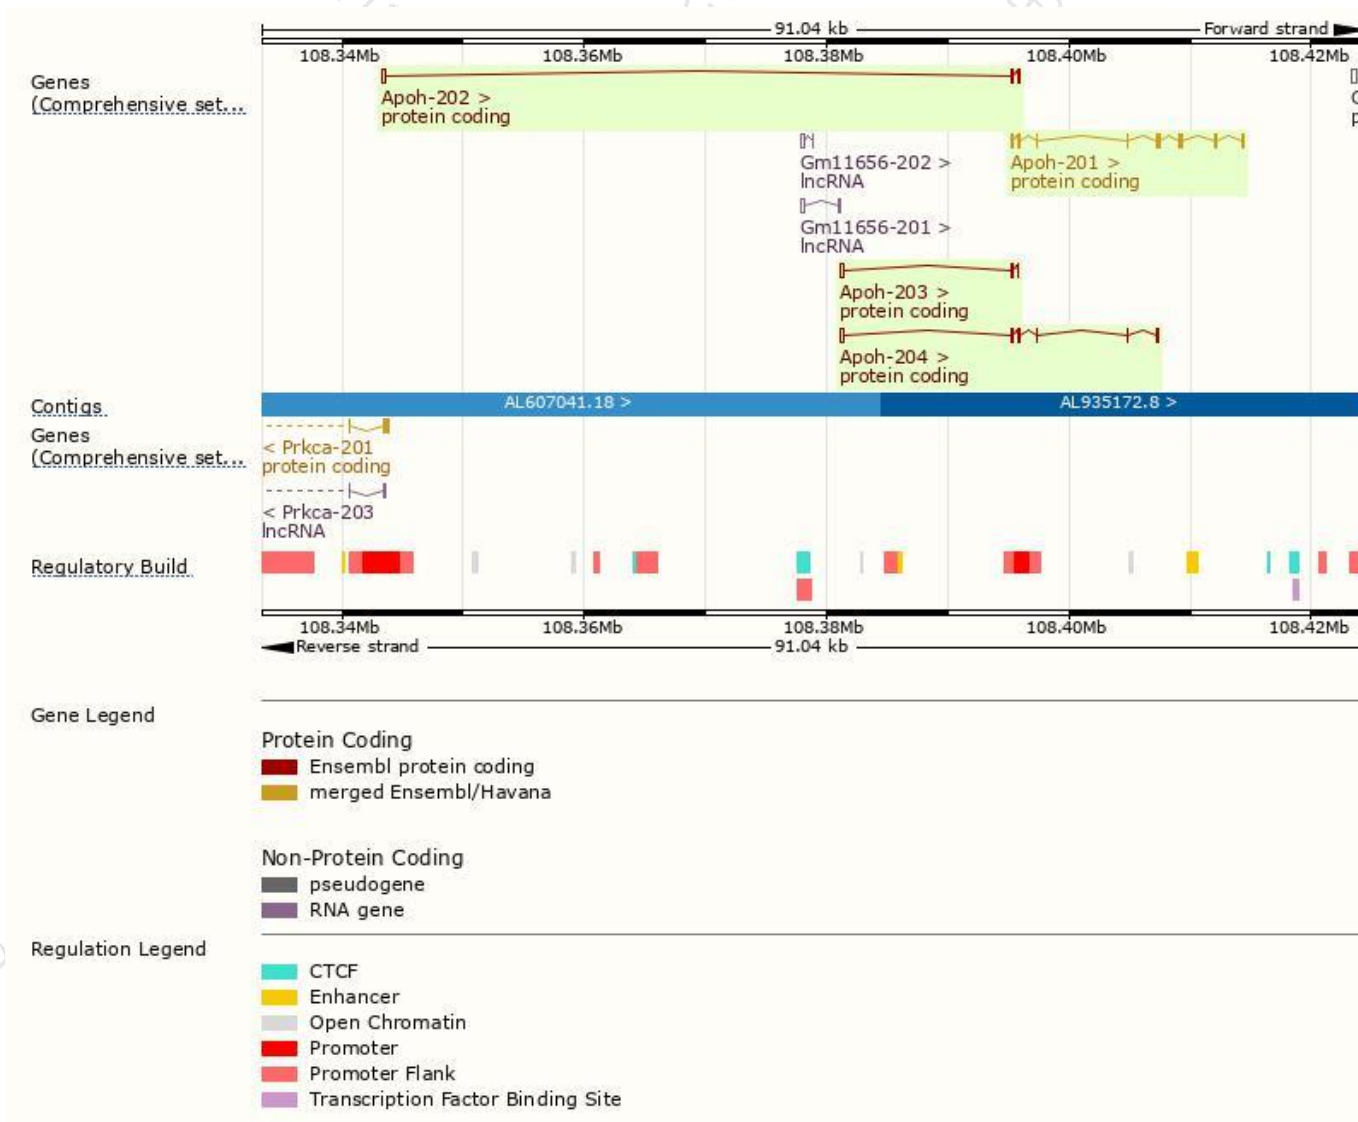 91.04 kb Forward strand
108.34Mb 108.36Mb 108.38Mb 108.40Mb 108.42Mb
Genes
(Comprehensive set...
Apoh-202 >
protein coding
Gm11656-202 >
lncRNA
Apoh-201 >
protein coding
Gm11656-201 >
lncRNA
Apoh-203 >
protein coding
Apoh-204 >
protein coding
Contigs AL607041.18 > AL935172.8 >
Genes
(Comprehensive set...
< Prkca-201
protein coding
< Prkca-203
lncRNA
Regulatory Build
108.34Mb 108.36Mb 108.38Mb 108.40Mb 108.42Mb
Reverse strand 91.04 kb
Gene Legend
Protein Coding
Ensembl protein coding
merged Ensembl/Havana
Non-Protein Coding
pseudogene
RNA gene
Regulation Legend
CTCF
Enhancer
Open Chromatin
Promoter
Promoter Flank
Transcription Factor Binding Site